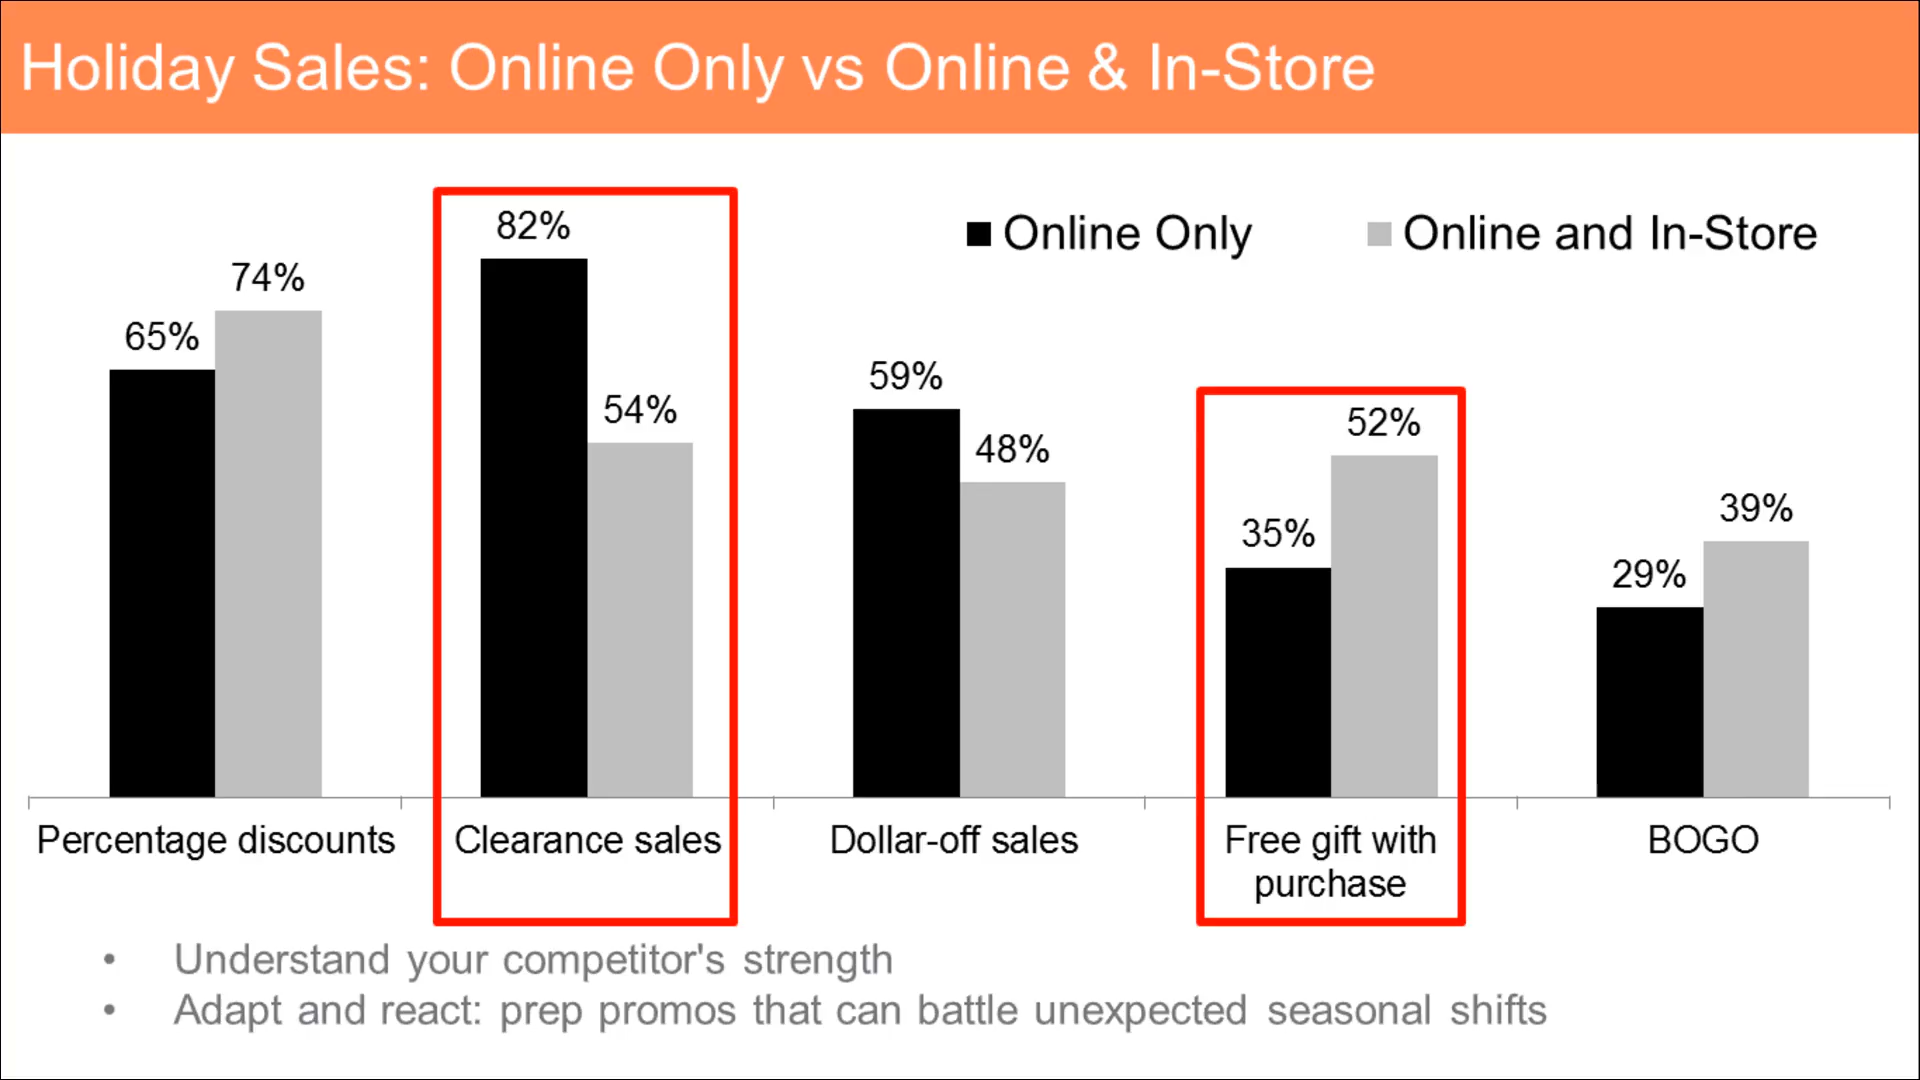 Holiday Sales: Online Only vs Online & In-Store
Online Only
Online and In-Store
65%
74%
82%
54%
59%
48%
35%
52%
29%
39%
Percentage discounts
Clearance sales
Dollar-off sales
Free gift with
purchase
BOGO
• Understand your competitor's strength
• Adapt and react: prep promos that can battle unexpected seasonal shifts